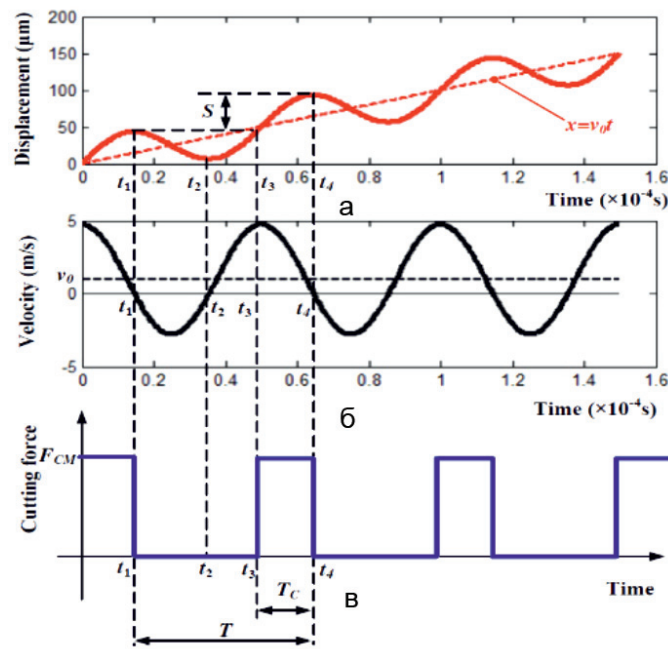 Displacement (µm)
200
150
100
50
0
S
x=v₀t
t₁
t₂
t₃
t₄
0 0.2 0.4 0.6 0.8 1 1.2 1.4 1.6
Time (×10⁻⁴s)
а
Velocity (m/s)
5
v₀
0
-5
t₁
t₂
t₃
t₄
0 0.2 0.4 0.6 0.8 1 1.2 1.4 1.6
Time (×10⁻⁴s)
б
Cutting force
F_CM
t₁
t₂
t₃
t₄
Time
T_C
в
T